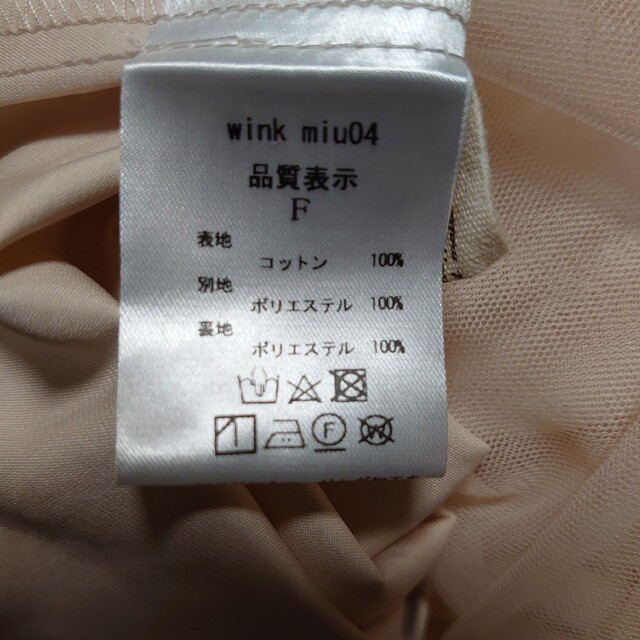 wink miu04
品質表示
F
表地
コットン 100%
別地
ポリエステル 100%
裏地
ポリエステル 100%
F
W